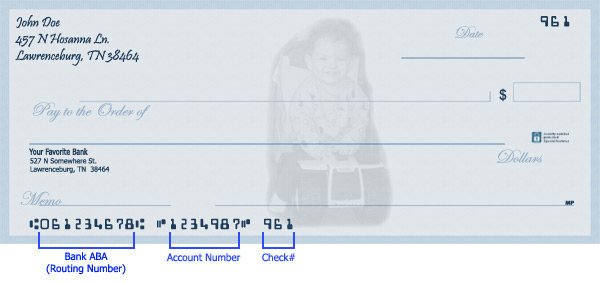 John Doe
961
457 N Hosanna Ln.
Date
Lawrenceburg, TN 38464
$
Pay to the Order of
Your Favorite Bank
527 N Somewhere St.
Lawrenceburg, TN 38464
Dollars
Memo
MP
⑆061234678⑆ ⑈1234987⑈ 961
Bank ABA
(Routing Number)
Account Number
Check#